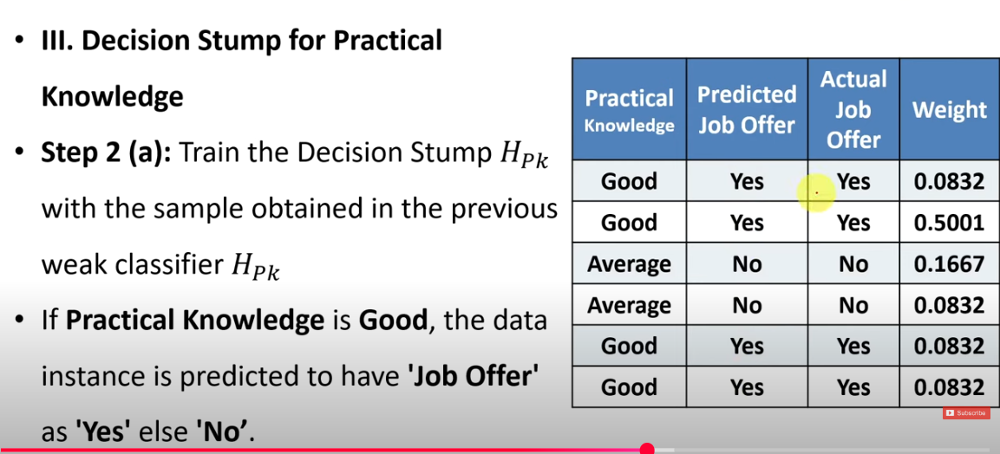 • III. Decision Stump for Practical
Knowledge
• Step 2 (a): Train the Decision Stump H_{Pk}
with the sample obtained in the previous
weak classifier H_{Pk}
• If Practical Knowledge is Good, the data
instance is predicted to have 'Job Offer'
as 'Yes' else 'No’.
Practical Knowledge | Predicted Job Offer | Actual Job Offer | Weight
Good | Yes | Yes | 0.0832
Good | Yes | Yes | 0.5001
Average | No | No | 0.1667
Average | No | No | 0.0832
Good | Yes | Yes | 0.0832
Good | Yes | Yes | 0.0832
Subscribe